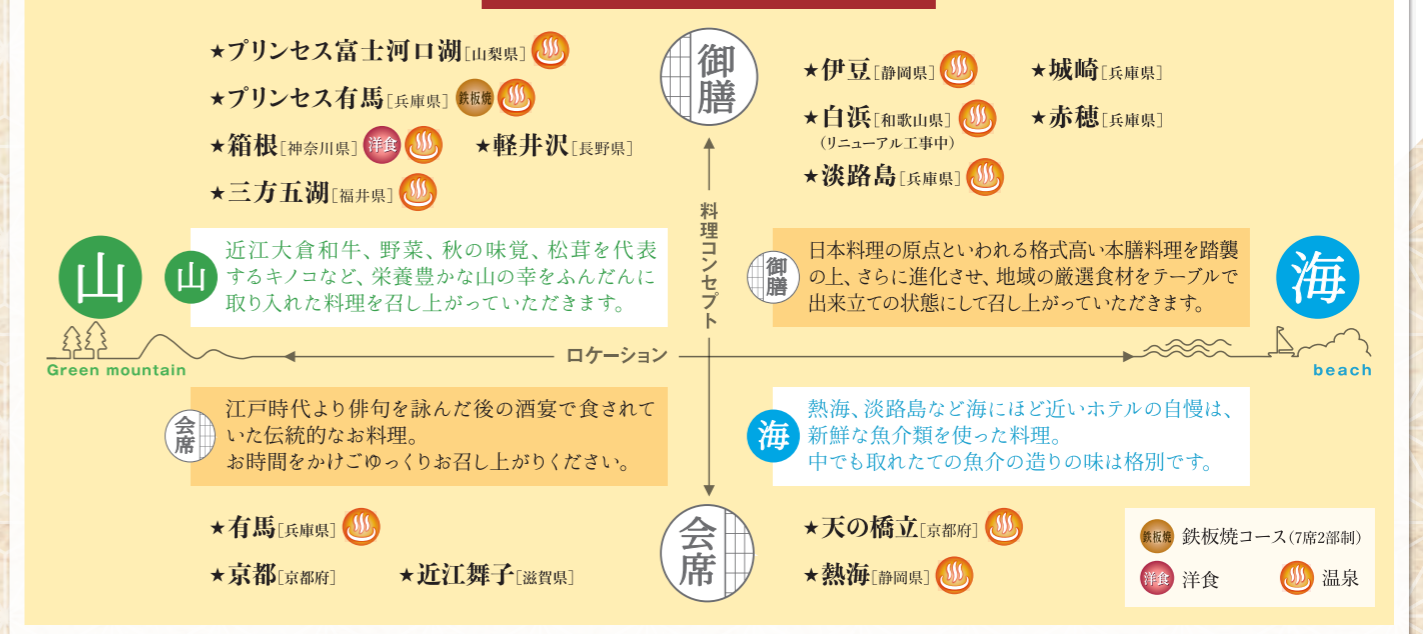 ★プリンセス富士河口湖[山梨県]
★プリンセス有馬[兵庫県] 鉄板焼
★箱根[神奈川県] 洋食 ★軽井沢[長野県]
★三方五湖[福井県]
御膳
★伊豆[静岡県] ★城崎[兵庫県]
★白浜[和歌山県] ★赤穂[兵庫県]
(リニューアル工事中)
★淡路島[兵庫県]
料理コンセプト
山
Green mountain
山
近江大倉和牛、野菜、秋の味覚、松茸を代表
するキノコなど、栄養豊かな山の幸をふんだんに
取り入れた料理を召し上がっていただきます。
御膳
日本料理の原点といわれる格式高い本膳料理を踏襲
の上、さらに進化させ、地域の厳選食材をテーブルで
出来立ての状態にして召し上がっていただきます。
海
beach
ロケーション
会席
江戸時代より俳句を詠んだ後の酒宴で食されて
いた伝統的なお料理。
お時間をかけごゆっくりお召し上がりください。
海
熱海、淡路島など海にほど近いホテルの自慢は、
新鮮な魚介類を使った料理。
中でも取れたての魚介の造りの味は格別です。
★有馬[兵庫県]
★京都[京都府] ★近江舞子[滋賀県]
会席
★天の橋立[京都府]
★熱海[静岡県]
鉄板焼 鉄板焼コース(7席2部制)
洋食 洋食 温泉